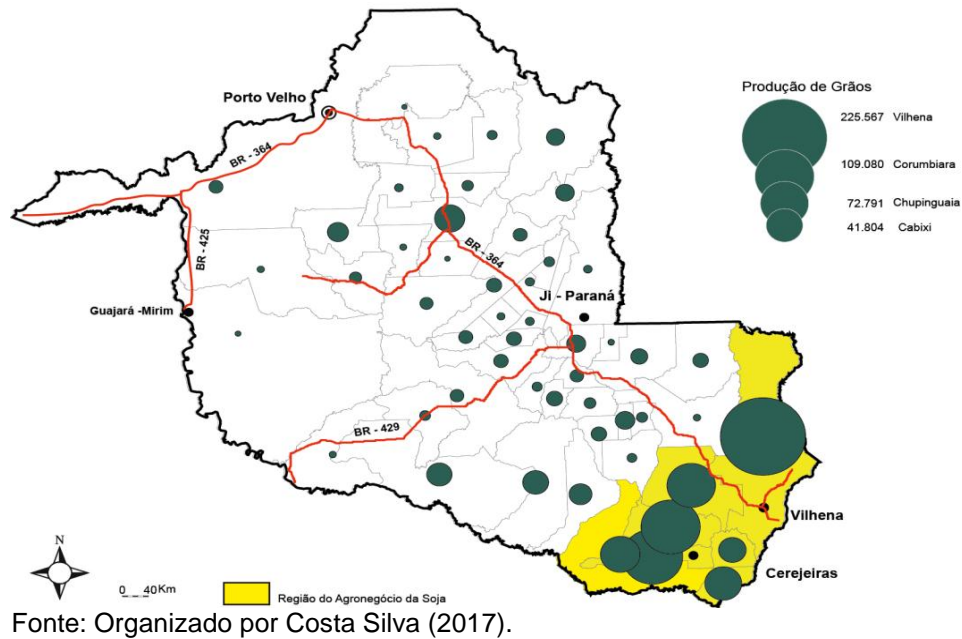 Porto Velho
BR - 364
BR - 425
Guajará -Mirim
BR - 364
Ji - Paraná
BR - 429
Vilhena
Cerejeiras
Produção de Grãos
225.567 Vilhena
109.080 Corumbiara
72.791 Chupinguaia
41.804 Cabixi
N
0 40 Km
Região do Agronegócio da Soja
Fonte: Organizado por Costa Silva (2017).